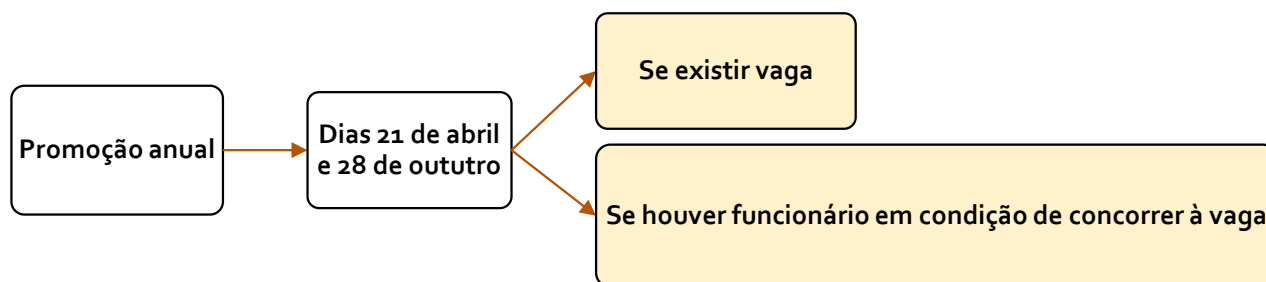 Promoção anual
Dias 21 de abril
e 28 de oututro
Se existir vaga
Se houver funcionário em condição de concorrer à vaga